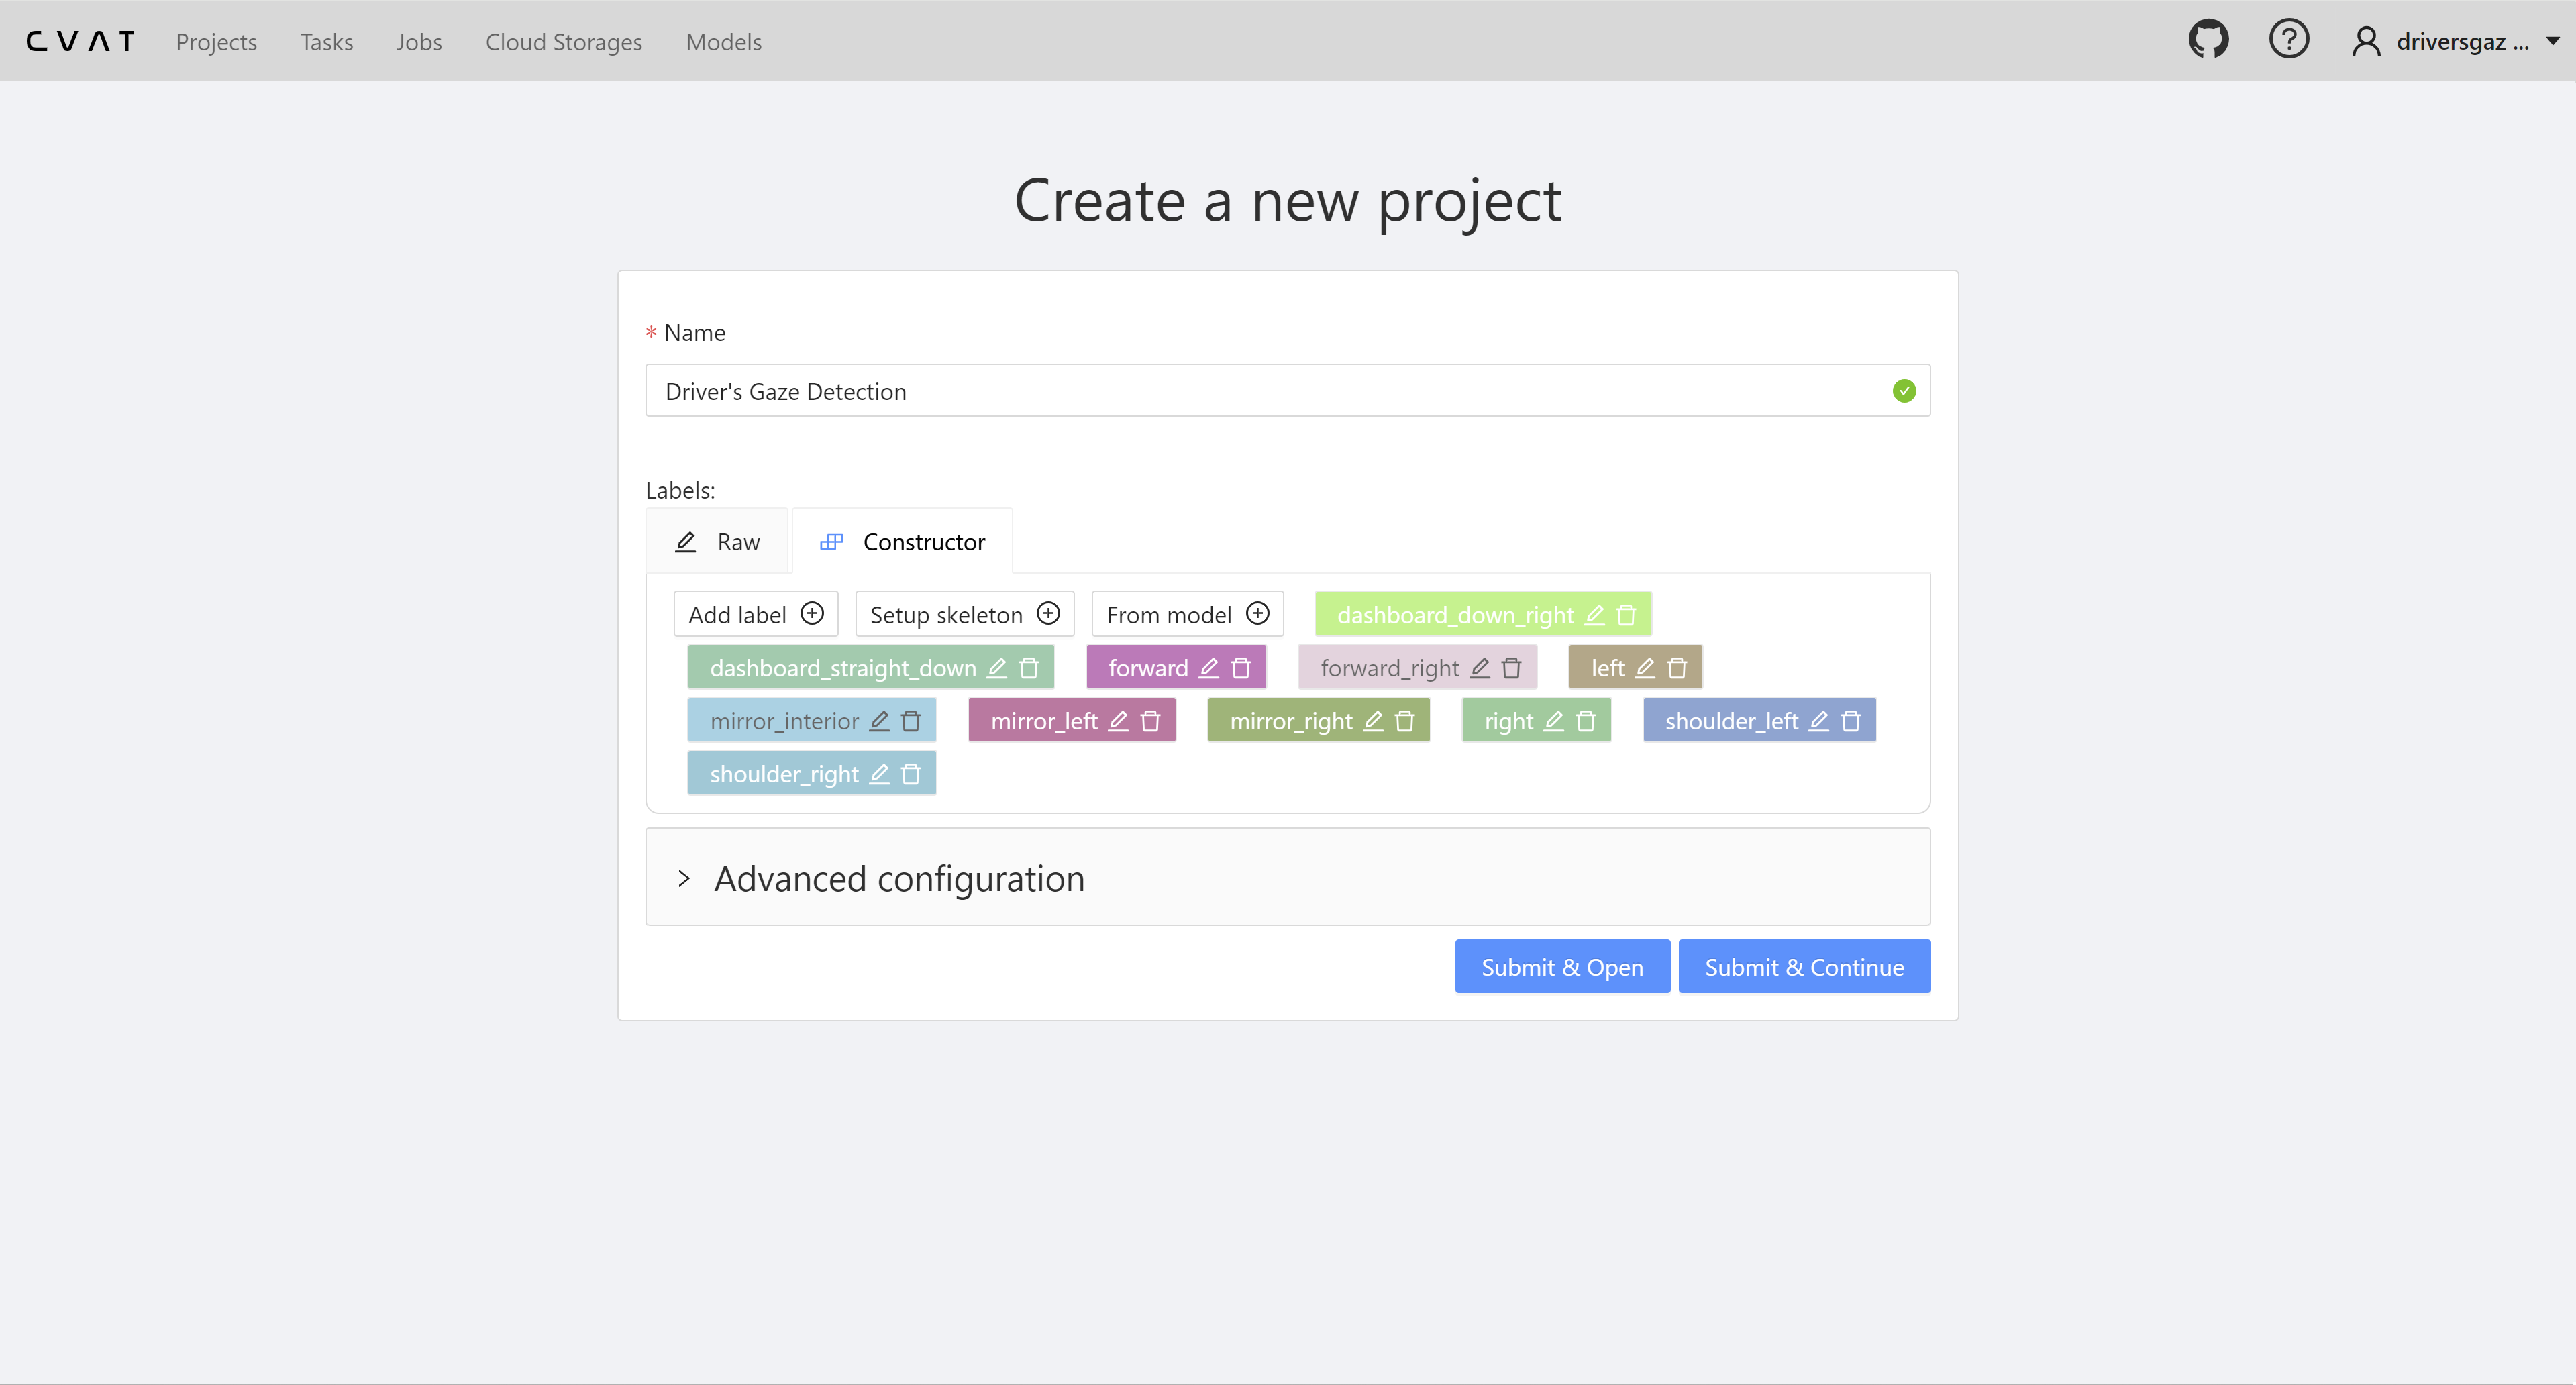 CVAT Projects Tasks Jobs Cloud Storages Models driversgaz ...
Create a new project
* Name
Driver's Gaze Detection
Labels:
Raw Constructor
Add label Setup skeleton From model dashboard_down_right
dashboard_straight_down forward forward_right left
mirror_interior mirror_left mirror_right right shoulder_left
shoulder_right
> Advanced configuration
Submit & Open Submit & Continue